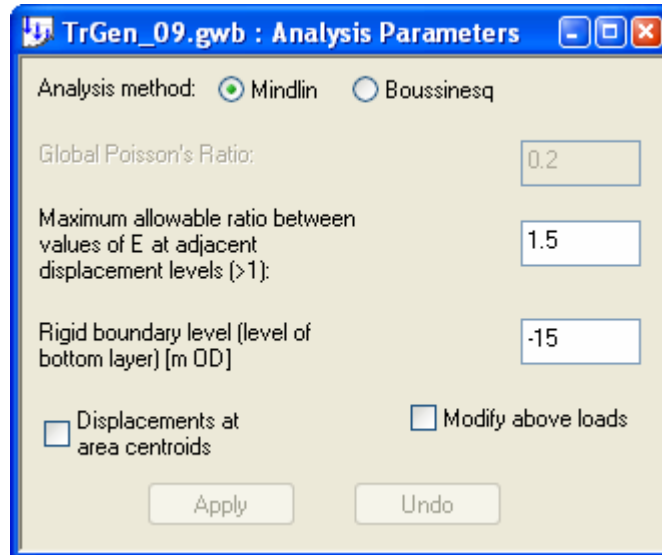 TrGen_09.gwb : Analysis Parameters
Analysis method: Mindlin Boussinesq
Global Poisson's Ratio: 0.2
Maximum allowable ratio between
values of E at adjacent
displacement levels (>1):
1.5
Rigid boundary level (level of
bottom layer) [m OD]
-15
Displacements at
area centroids
Modify above loads
Apply Undo